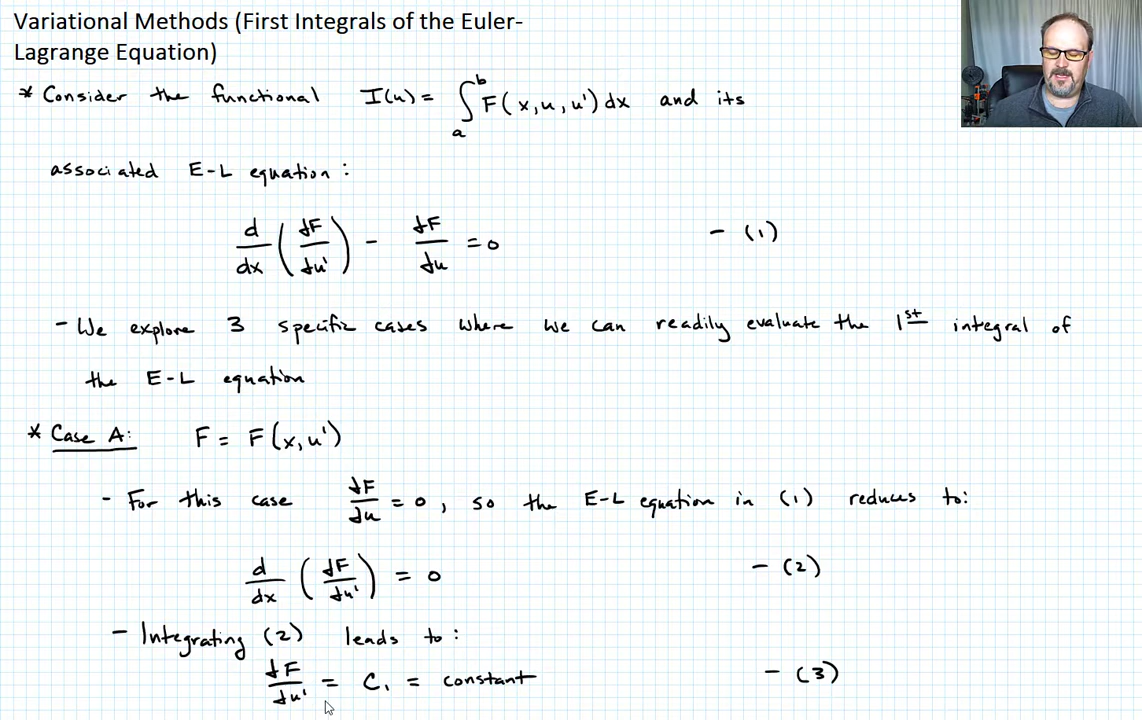 Variational Methods (First Integrals of the Euler-
Lagrange Equation)
* Consider the functional I(u) = ∫_a^b F(x, u, u') dx and its
associated E-L equation:
d/dx (∂F/∂u') - ∂F/∂u = 0 - (1)
- We explore 3 specific cases where we can readily evaluate the 1st integral of
the E-L equation
* Case A: F = F(x, u')
- For this case ∂F/∂u = 0, so the E-L equation in (1) reduces to:
d/dx (∂F/∂u') = 0 - (2)
- Integrating (2) leads to:
∂F/∂u' = C₁ = constant - (3)